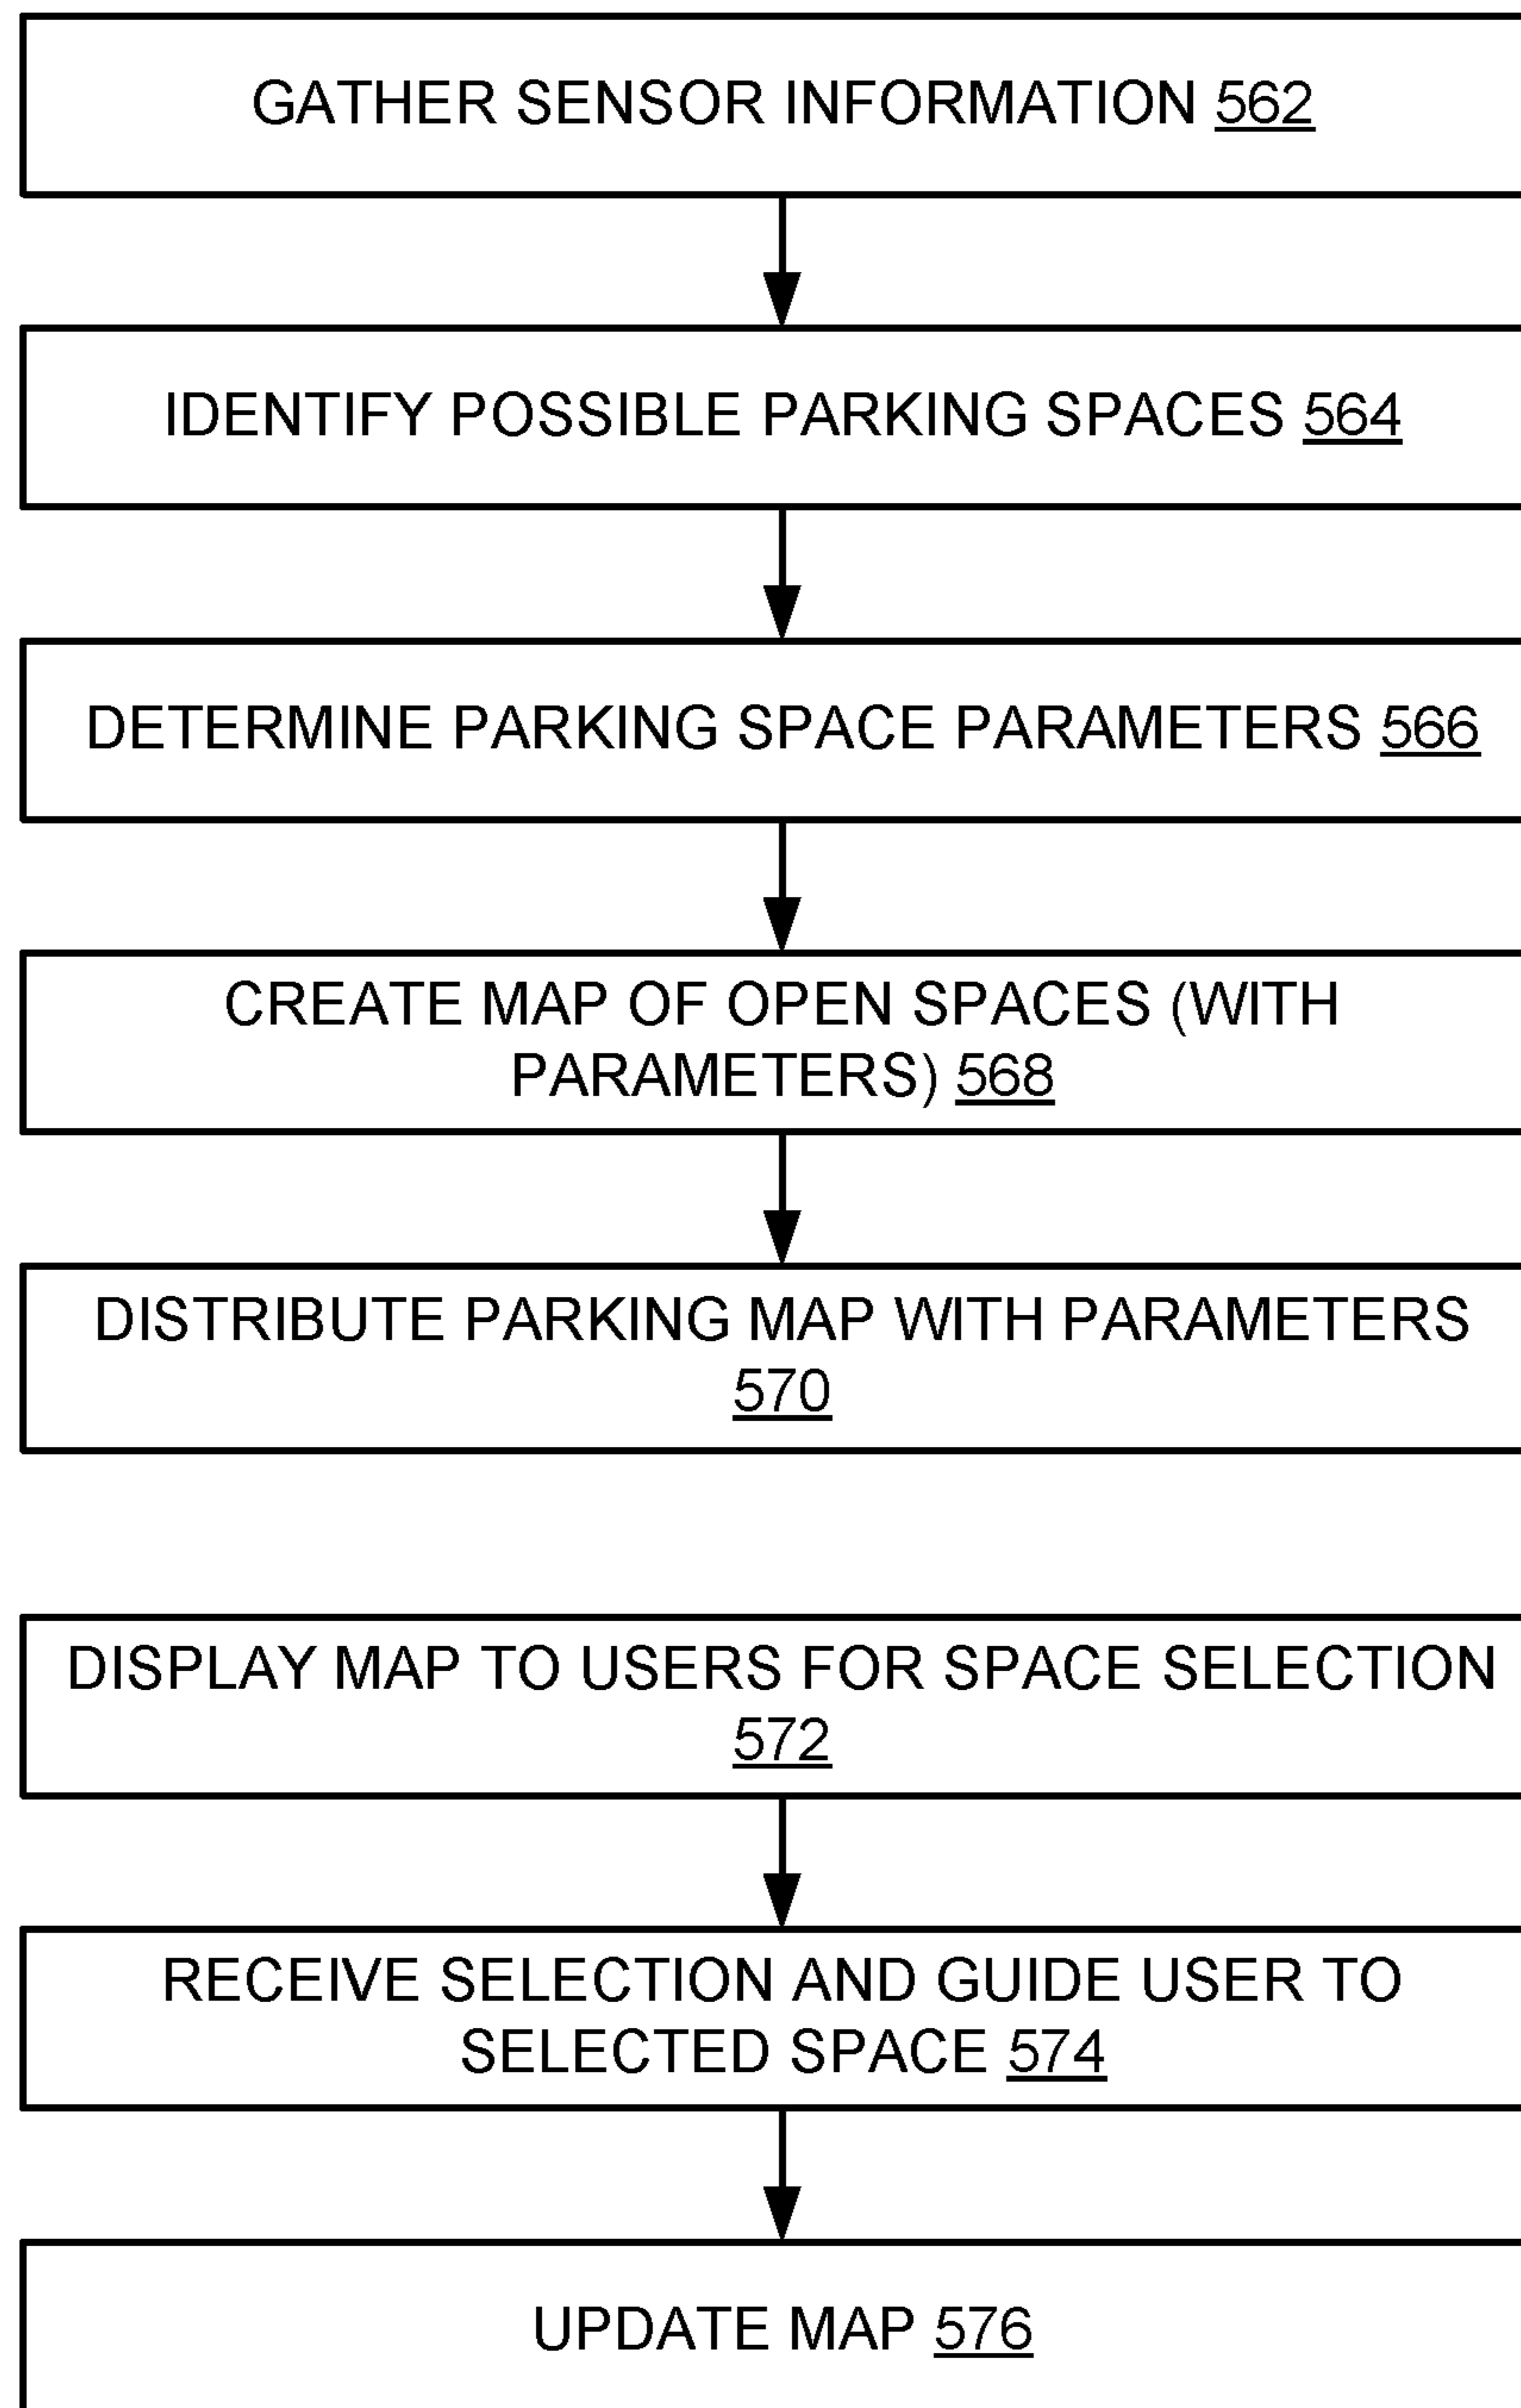 GATHER SENSOR INFORMATION 562
IDENTIFY POSSIBLE PARKING SPACES 564
DETERMINE PARKING SPACE PARAMETERS 566
CREATE MAP OF OPEN SPACES (WITH
PARAMETERS) 568
DISTRIBUTE PARKING MAP WITH PARAMETERS
570
DISPLAY MAP TO USERS FOR SPACE SELECTION
572
RECEIVE SELECTION AND GUIDE USER TO
SELECTED SPACE 574
UPDATE MAP 576